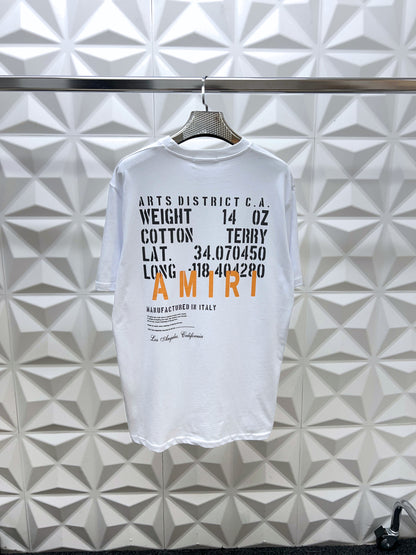 ARTS DISTRICT C.A.
WEIGHT 14 OZ
COTTON TERRY
LAT. 34.070450
LONG -118.404280
AMIRI
MANUFACTURED IN ITALY
Los Angeles California